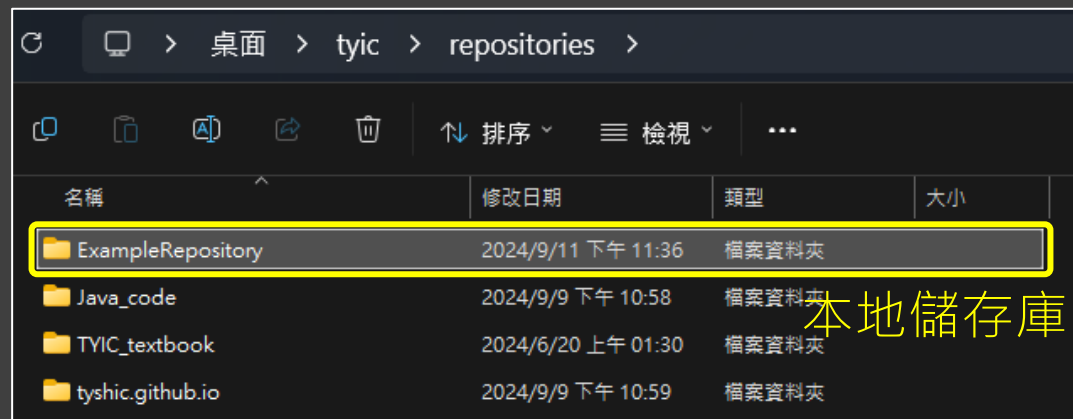 桌面 > tyic > repositories >
排序 檢視 •••
名稱 修改日期 類型 大小
ExampleRepository 2024/9/11 下午 11:36 檔案資料夾
Java_code 2024/9/9 下午 10:58 檔案資料夾
本地儲存庫
TYIC_textbook 2024/6/20 上午 01:30 檔案資料夾
tyshic.github.io 2024/9/9 下午 10:59 檔案資料夾